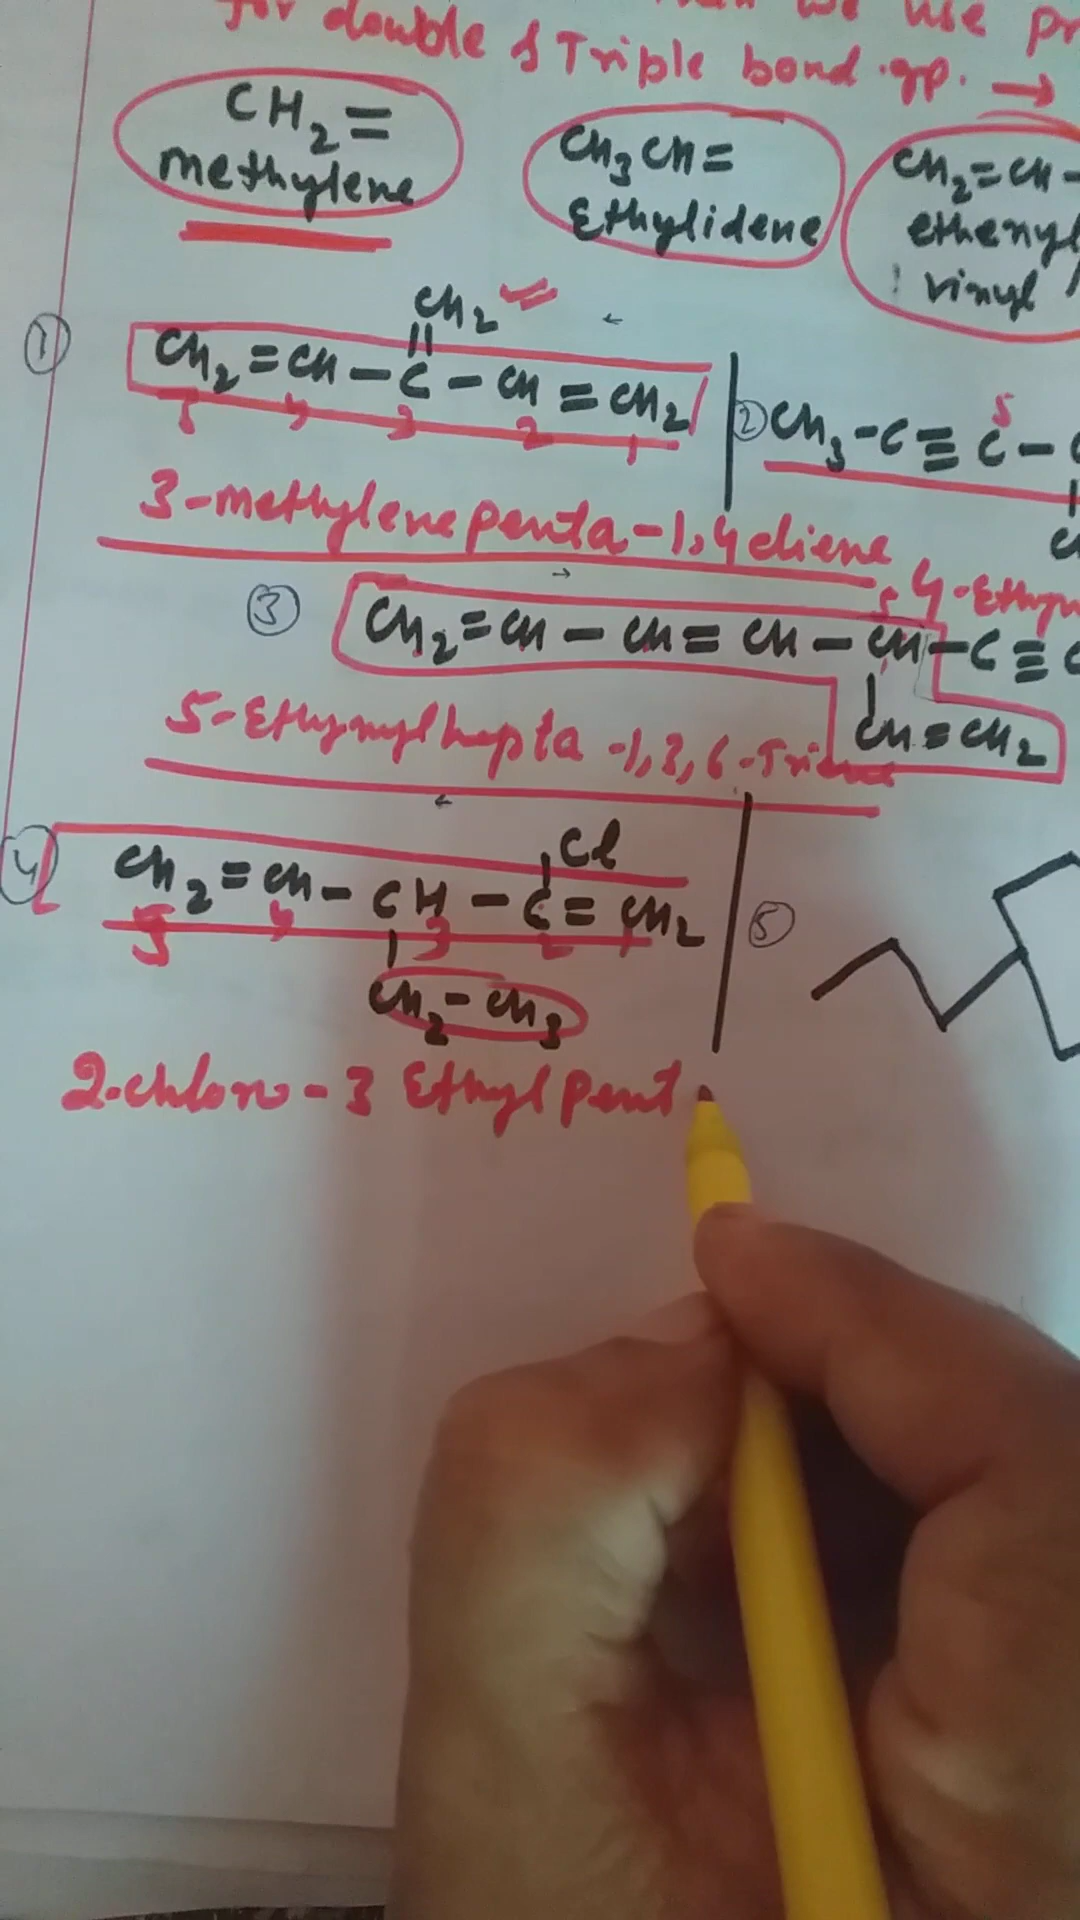 for double & Triple bond gp. →
CH2=
methylene
CH3CH=
Ethylidene
CH2=CH-
ethenyl
vinyl
① CH2
CH2=CH-C-CH=CH2
5 4 3 2 1
3-methylenepenta-1,4diene
② CH3-C≡C-C
5
4-Ethyn
③ CH2=CH-CH=CH-CH-C≡C
5
CH=CH2
5-Ethynylhepta-1,3,6-Triene
④ Cl
CH2=CH-CH-C=CH2
5 4 3 2 1
CH2-CH3
2-chloro-3 Ethyl Pent
⑤